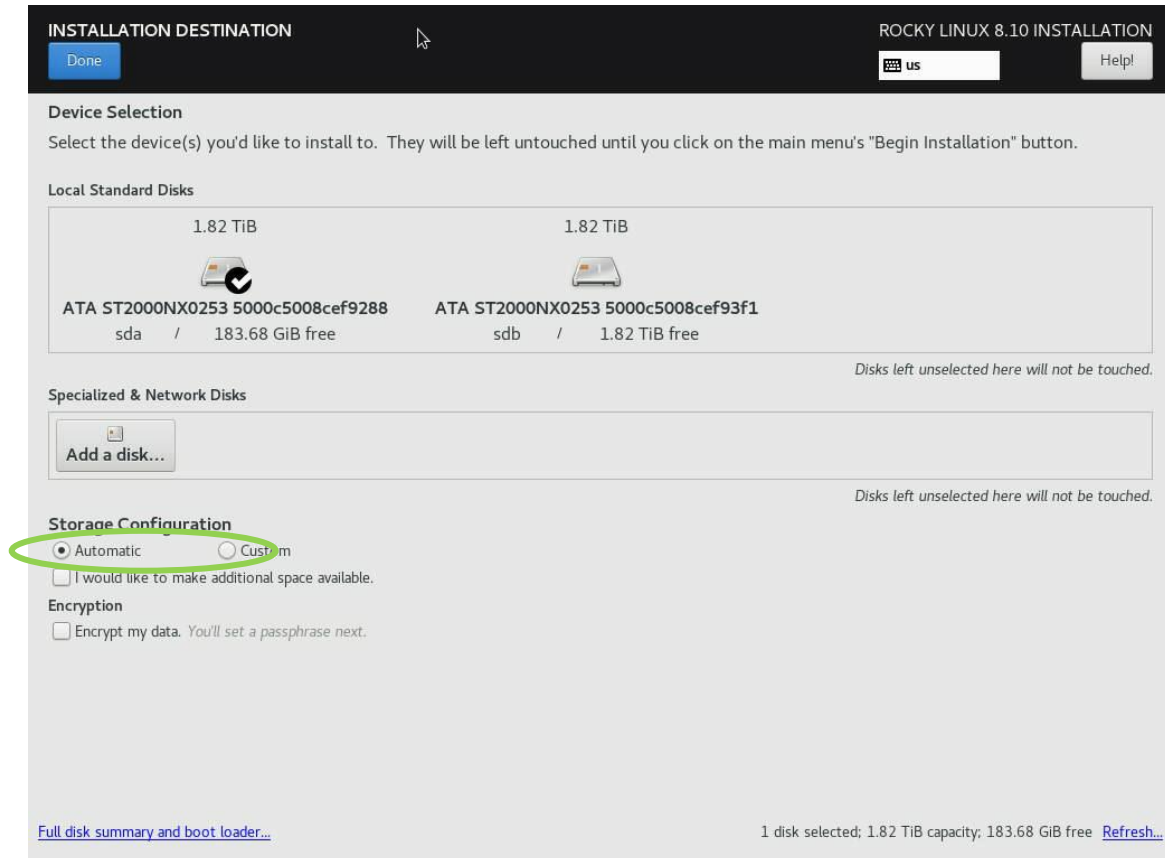 INSTALLATION DESTINATION
ROCKY LINUX 8.10 INSTALLATION
Done
us
Help!
Device Selection
Select the device(s) you'd like to install to. They will be left untouched until you click on the main menu's "Begin Installation" button.
Local Standard Disks
1.82 TiB
ATA ST2000NX0253 5000c5008cef9288
sda / 183.68 GiB free
1.82 TiB
ATA ST2000NX0253 5000c5008cef93f1
sdb / 1.82 TiB free
Disks left unselected here will not be touched.
Specialized & Network Disks
Add a disk...
Disks left unselected here will not be touched.
Storage Configuration
Automatic Custom
I would like to make additional space available.
Encryption
Encrypt my data. You'll set a passphrase next.
Full disk summary and boot loader...
1 disk selected; 1.82 TiB capacity; 183.68 GiB free Refresh...